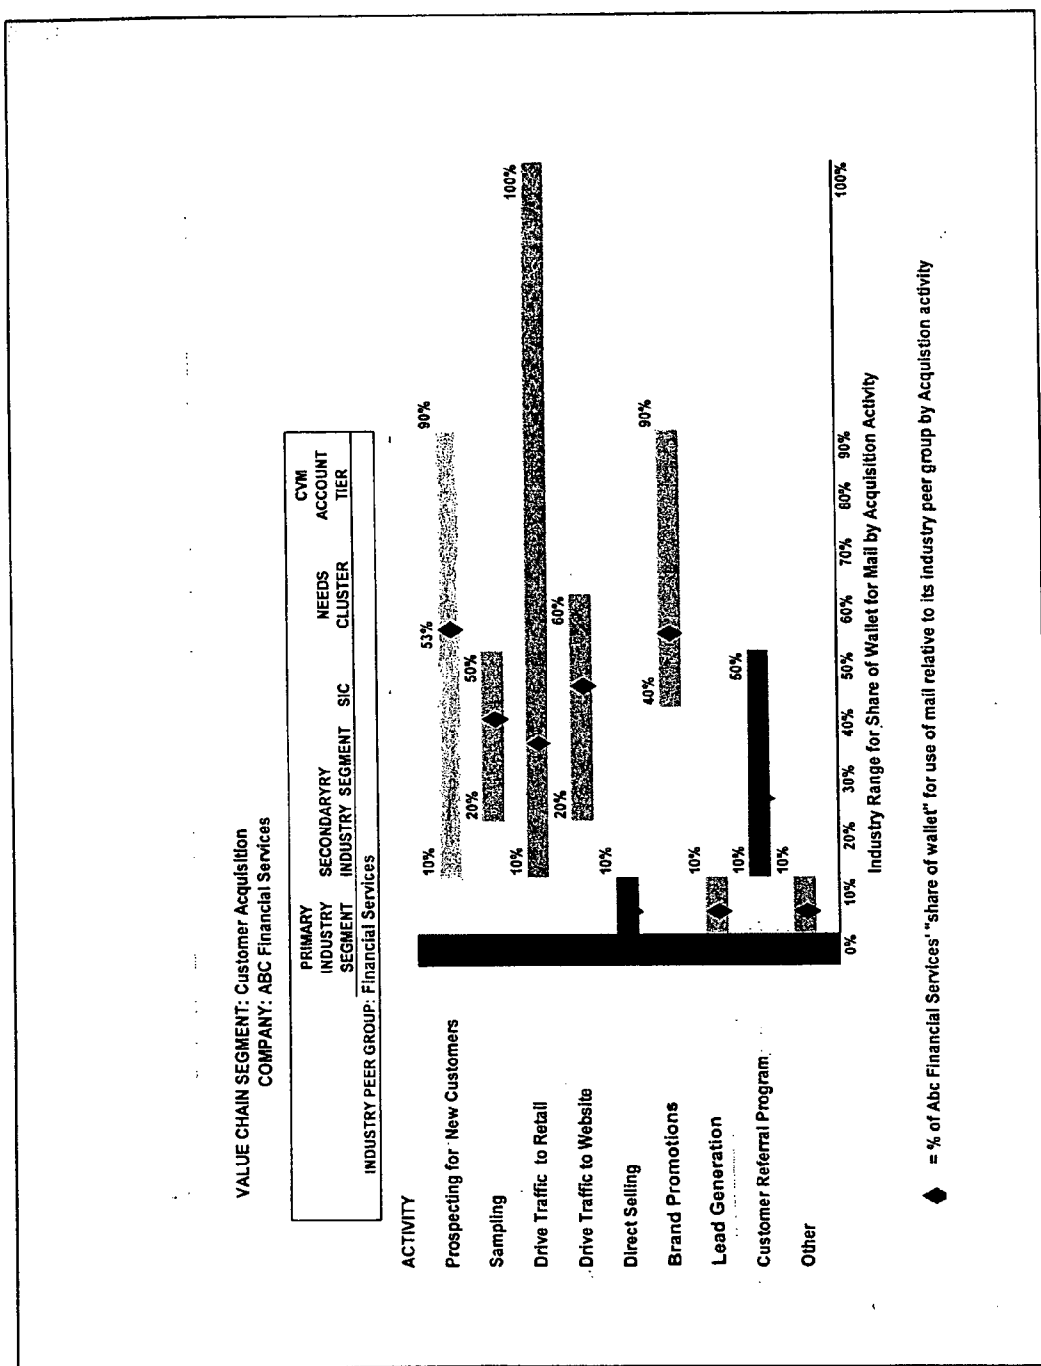 VALUE CHAIN SEGMENT: Customer Acquisition
COMPANY: ABC Financial Services
PRIMARY INDUSTRY SEGMENT
SECONDARYRY INDUSTRY SEGMENT
SIC
NEEDS CLUSTER
CVM ACCOUNT TIER
INDUSTRY PEER GROUP: Financial Services
ACTIVITY
Prospecting for New Customers
10%
53%
90%
Sampling
20%
50%
Drive Traffic to Retail
10%
100%
Drive Traffic to Website
20%
60%
Direct Selling
10%
Brand Promotions
40%
90%
Lead Generation
10%
Customer Referral Program
10%
50%
Other
10%
0% 10% 20% 30% 40% 50% 60% 70% 60% 90% 100%
Industry Range for Share of Wallet for Mail by Acquisition Activity
= % of Abc Financial Services' "share of wallet" for use of mail relative to its industry peer group by Acquistion activity